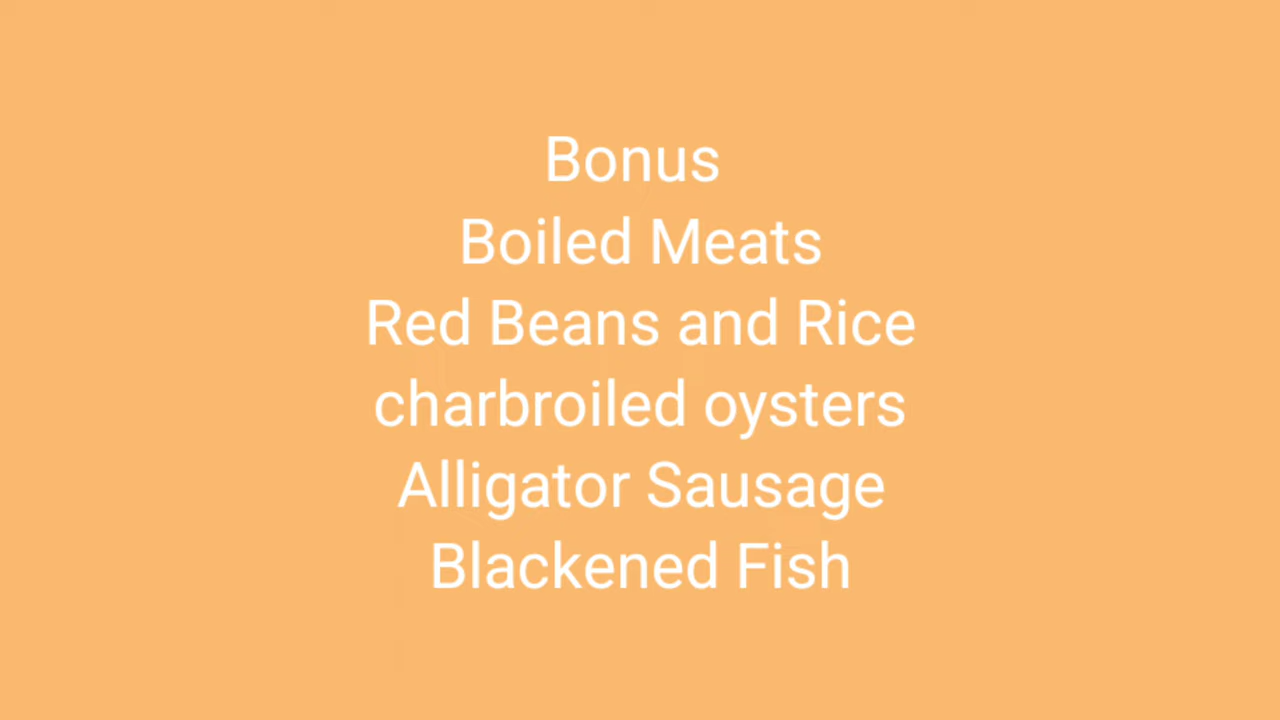 Bonus
Boiled Meats
Red Beans and Rice
charbroiled oysters
Alligator Sausage
Blackened Fish